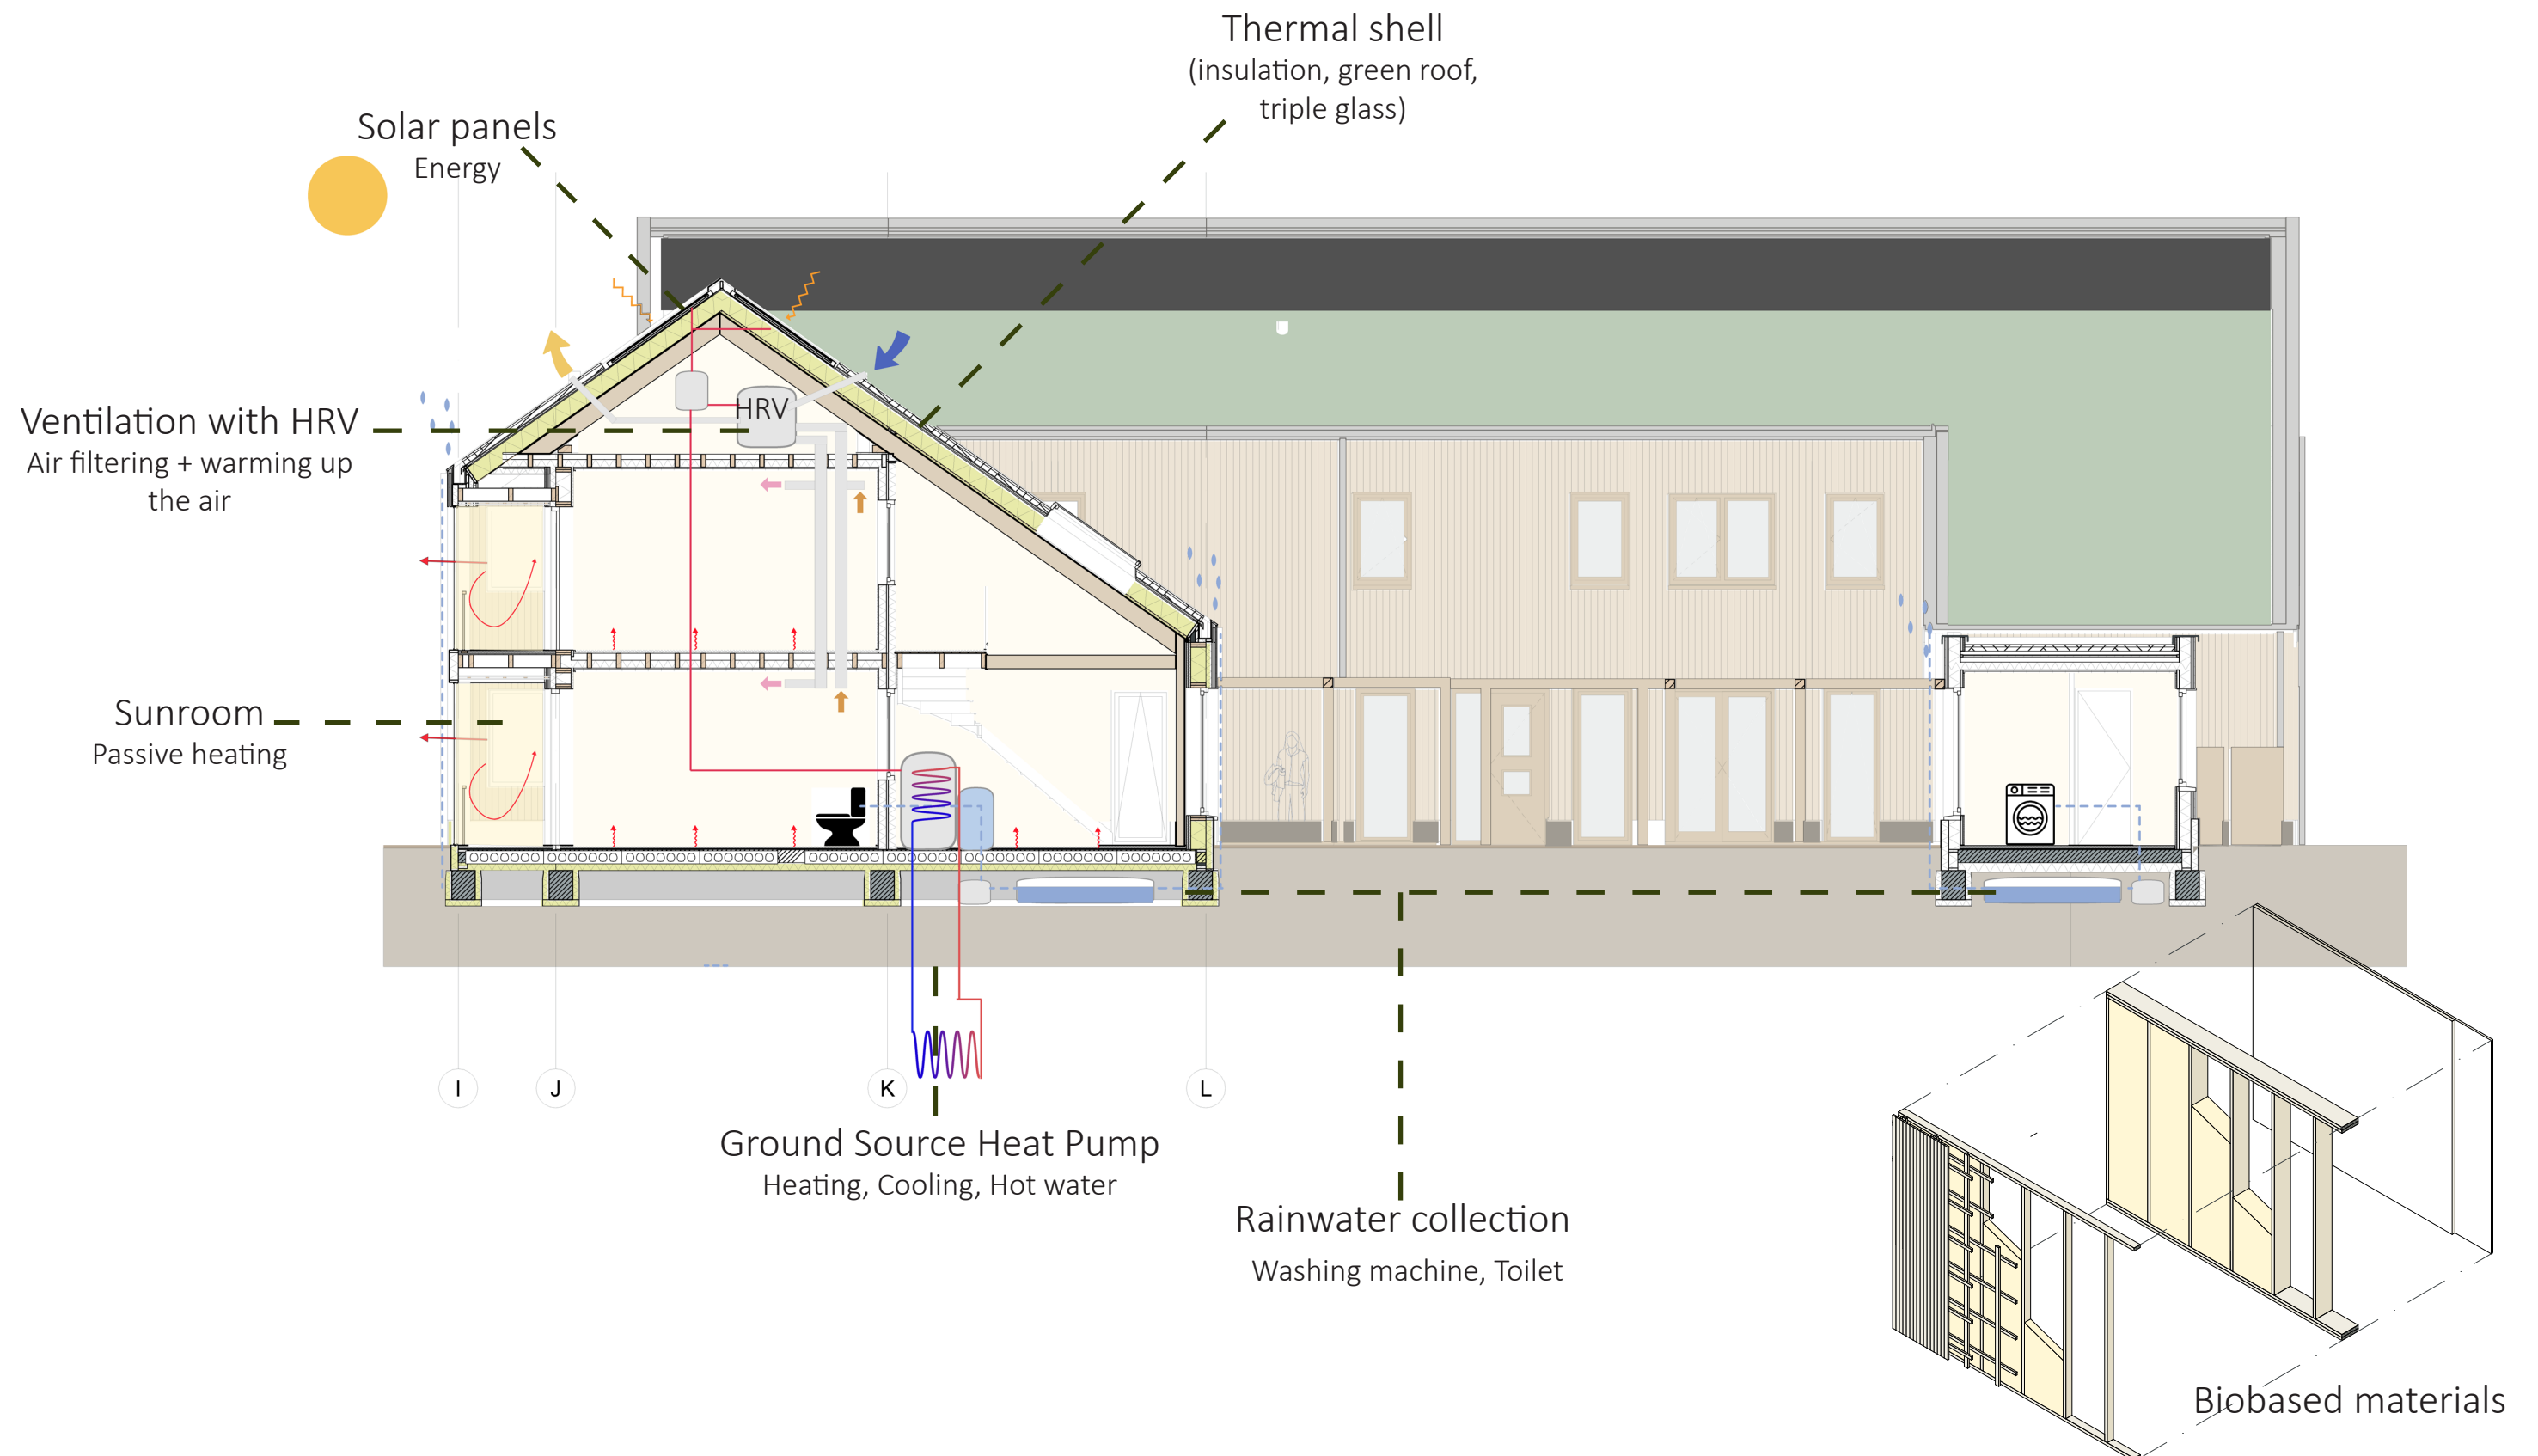 Thermal shell
(insulation, green roof,
triple glass)
Solar panels
Energy
Ventilation with HRV
Air filtering + warming up
the air
HRV
Sunroom
Passive heating
I
J
K
L
Ground Source Heat Pump
Heating, Cooling, Hot water
Rainwater collection
Washing machine, Toilet
Biobased materials